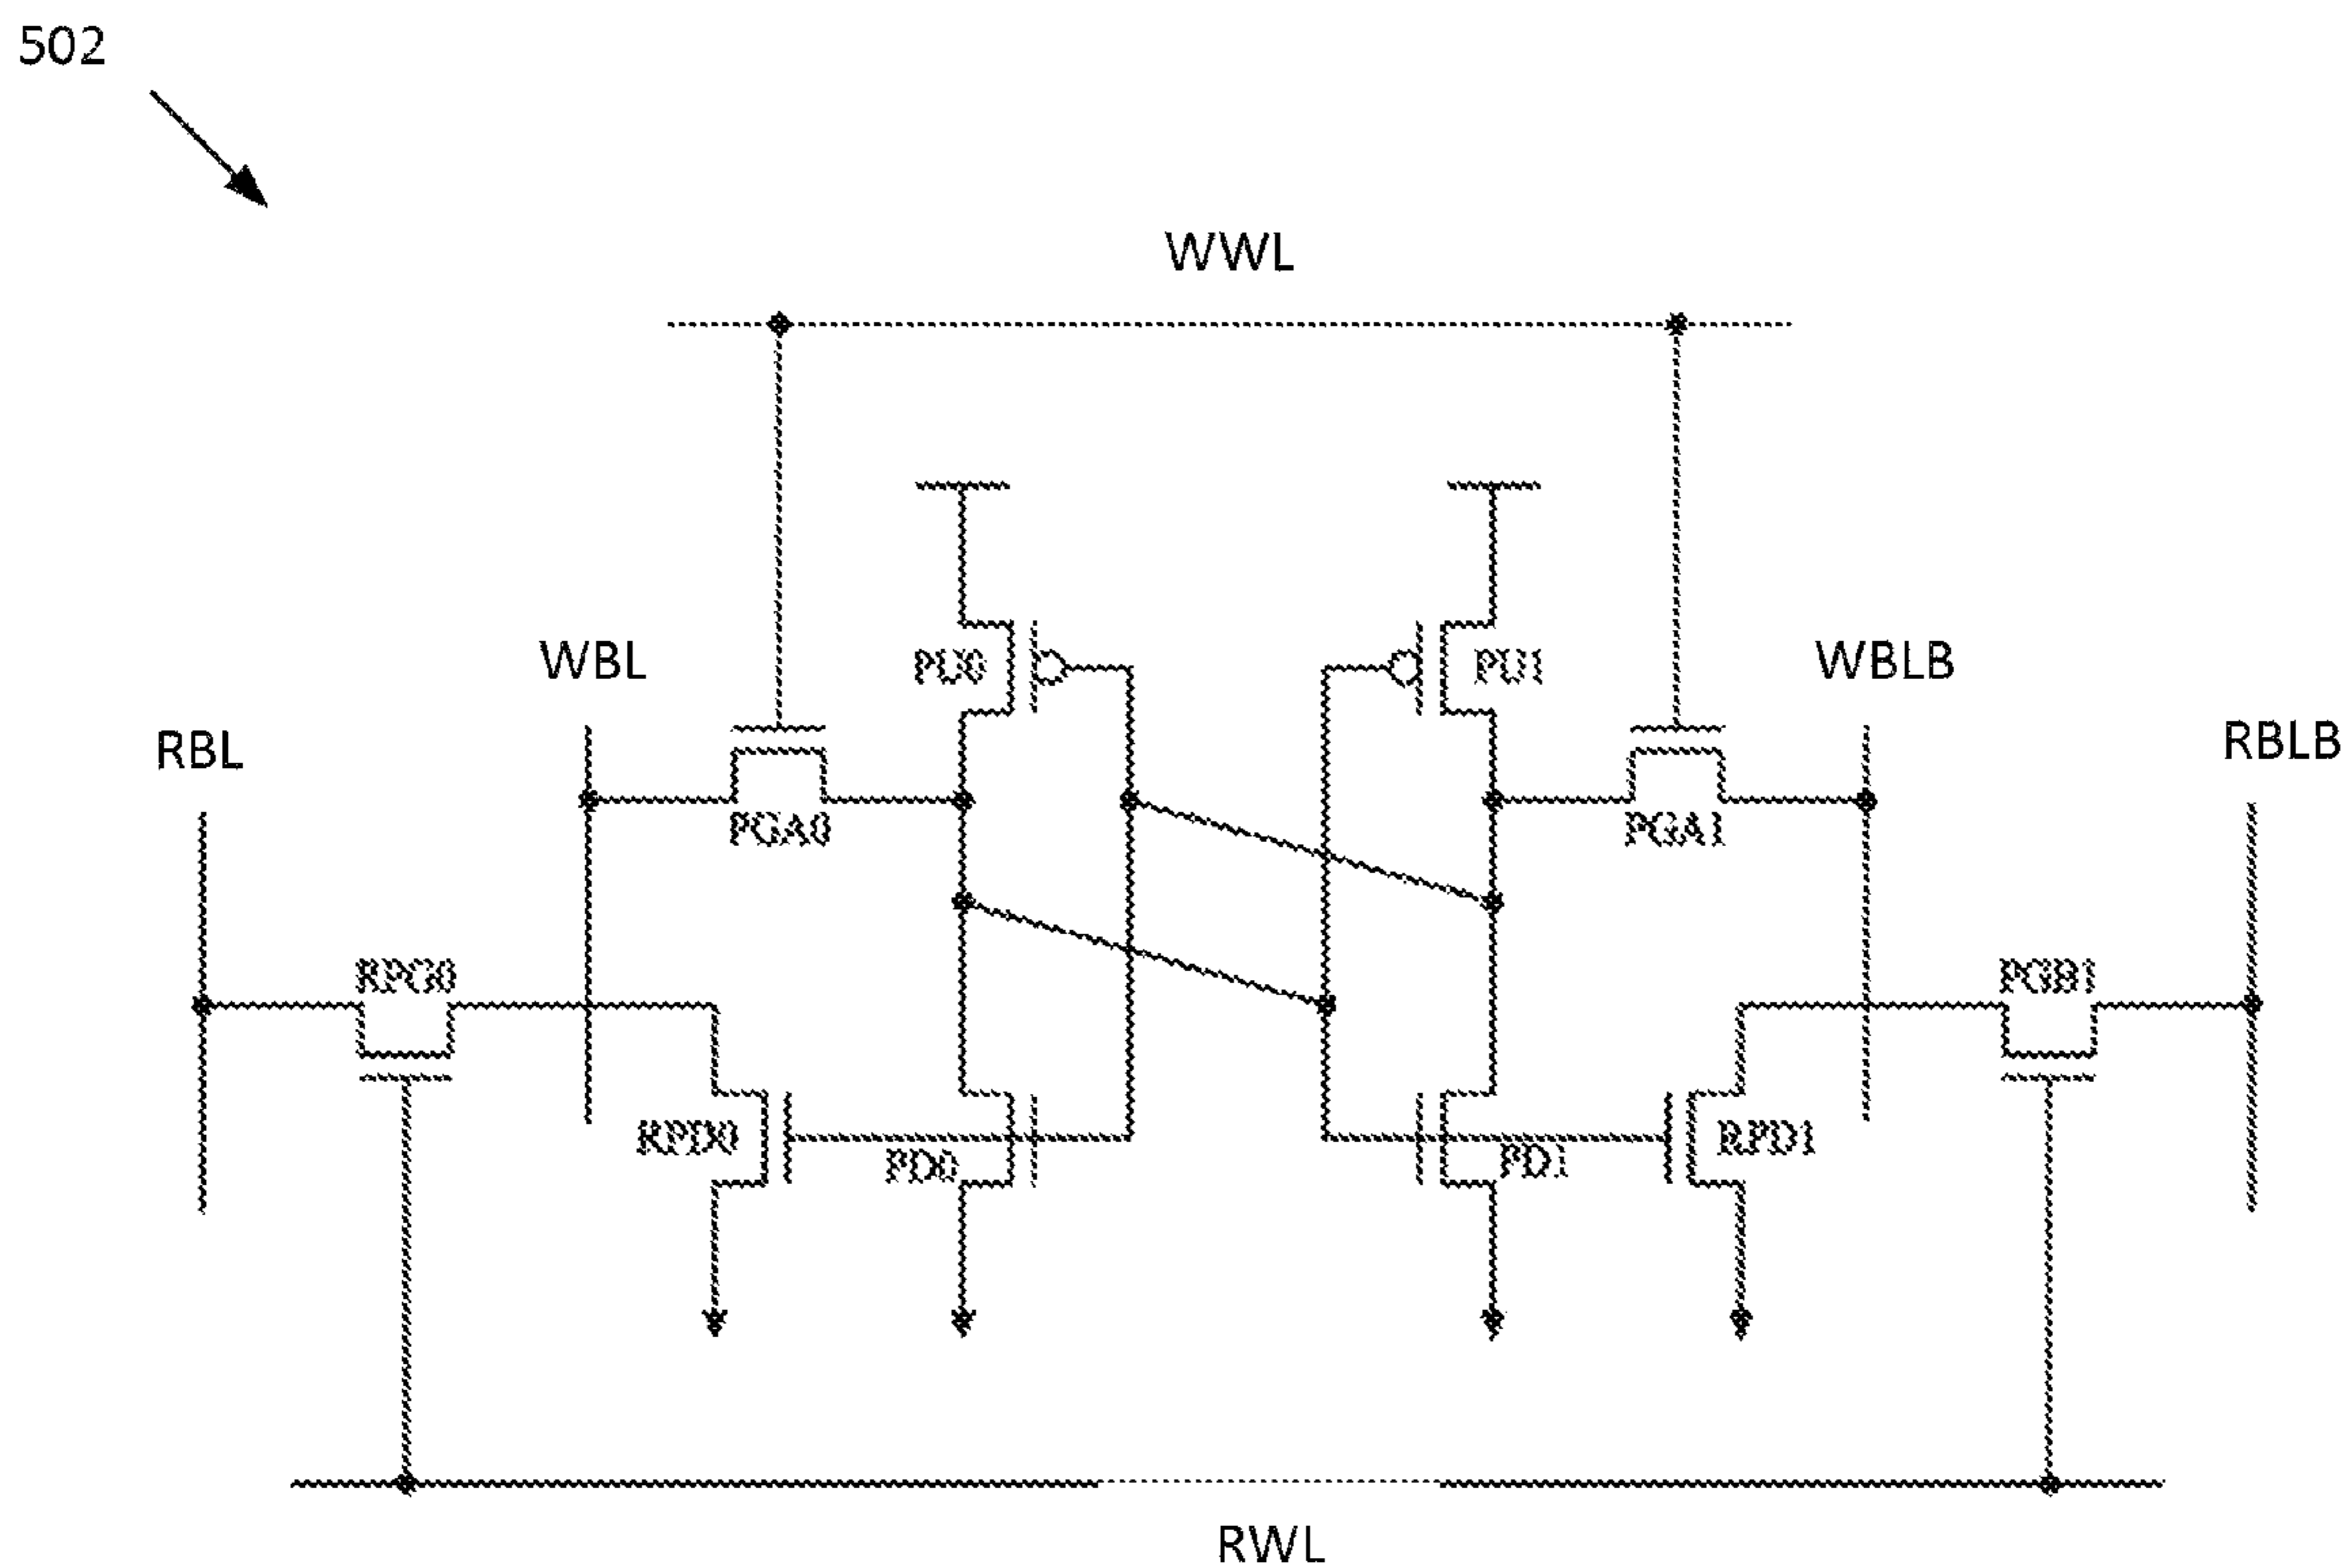 502
WWL
WBL
PU0
PU1
WBLB
RBL
RBLB
PGA0
PGA1
RPG0
PGB1
RPD0
PD0
PD1
RPD1
RWL